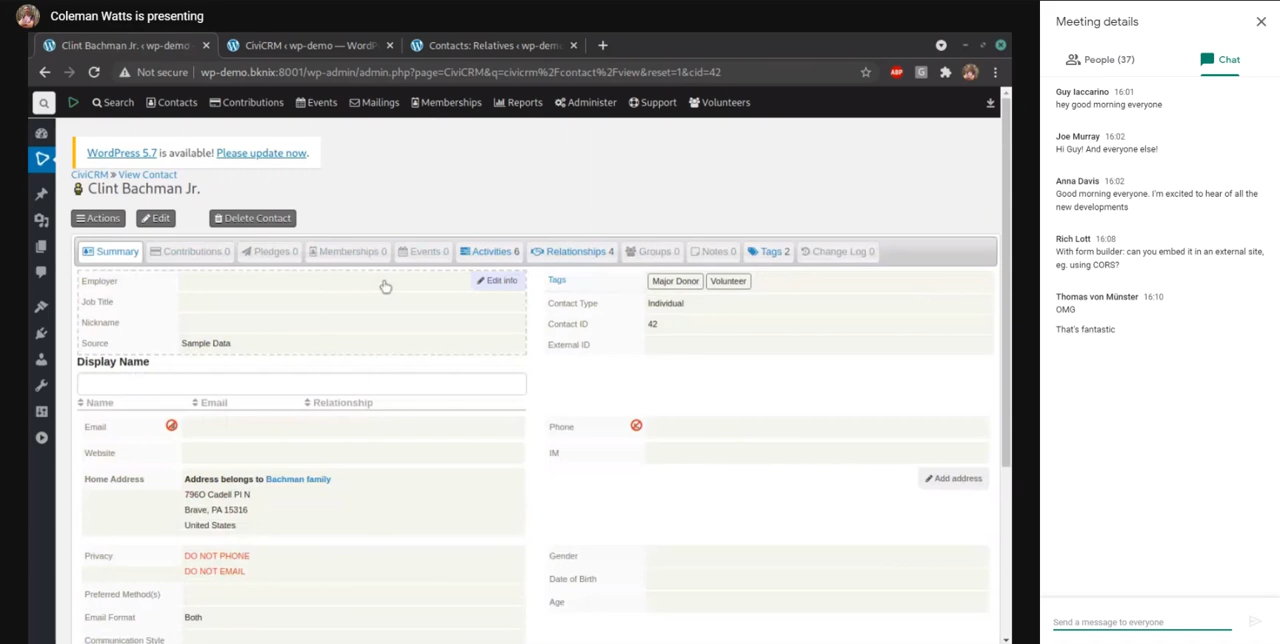 Coleman Watts is presenting
Clint Bachman Jr. ‹ wp-demo
CiviCRM ‹ wp-demo — WordP
Contacts: Relatives ‹ wp-dem
Not secure
wp-demo.bknix:8001/wp-admin/admin.php?page=CiviCRM&q=civicrm%2Fcontact%2Fview&reset=1&cid=42
ABP
G
Search
Contacts
Contributions
Events
Mailings
Memberships
Reports
Administer
Support
Volunteers
WordPress 5.7 is available! Please update now.
CiviCRM » View Contact
Clint Bachman Jr.
Actions
Edit
Delete Contact
Summary
Contributions 0
Pledges 0
Memberships 0
Events 0
Activities 6
Relationships 4
Groups 0
Notes 0
Tags 2
Change Log 0
Employer
Edit info
Job Title
Nickname
Source Sample Data
Tags Major Donor Volunteer
Contact Type Individual
Contact ID 42
External ID
Display Name
Name Email Relationship
Email
Phone
Website
IM
Home Address
Address belongs to Bachman family
796O Cadell Pl N
Brave, PA 15316
United States
Add address
Privacy
DO NOT PHONE
DO NOT EMAIL
Preferred Method(s)
Email Format Both
Communication Style
Gender
Date of Birth
Age
Meeting details
People (37)
Chat
Guy Iaccarino 16:01
hey good morning everyone
Joe Murray 16:02
Hi Guy! And everyone else!
Anna Davis 16:02
Good morning everyone. I'm excited to hear of all the
new developments
Rich Lott 16:08
With form builder: can you embed it in an external site,
eg. using CORS?
Thomas von Münster 16:10
OMG
That's fantastic
Send a message to everyone